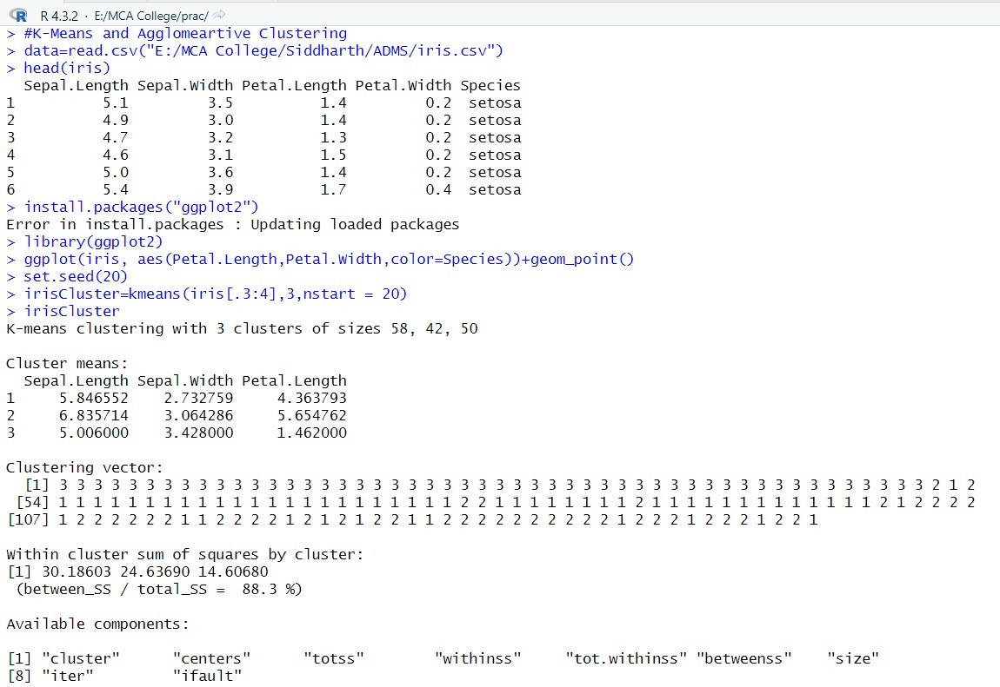 R R 4.3.2 · E:/MCA College/prac/
> #K-Means and Agglomeartive Clustering
> data=read.csv("E:/MCA College/Siddharth/ADMS/iris.csv")
> head(iris)
  Sepal.Length Sepal.Width Petal.Length Petal.Width Species
1          5.1         3.5          1.4         0.2  setosa
2          4.9         3.0          1.4         0.2  setosa
3          4.7         3.2          1.3         0.2  setosa
4          4.6         3.1          1.5         0.2  setosa
5          5.0         3.6          1.4         0.2  setosa
6          5.4         3.9          1.7         0.4  setosa
> install.packages("ggplot2")
Error in install.packages : Updating loaded packages
> library(ggplot2)
> ggplot(iris, aes(Petal.Length,Petal.Width,color=Species))+geom_point()
> set.seed(20)
> irisCluster=kmeans(iris[.3:4],3,nstart = 20)
> irisCluster
K-means clustering with 3 clusters of sizes 58, 42, 50

Cluster means:
  Sepal.Length Sepal.Width Petal.Length
1     5.846552    2.732759     4.363793
2     6.835714    3.064286     5.654762
3     5.006000    3.428000     1.462000

Clustering vector:
  [1] 3 3 3 3 3 3 3 3 3 3 3 3 3 3 3 3 3 3 3 3 3 3 3 3 3 3 3 3 3 3 3 3 3 3 3 3 3 3 3 3 3 3 3 3 3 3 3 3 3 3 2 1 2
 [54] 1 1 1 1 1 1 1 1 1 1 1 1 1 1 1 1 1 1 1 1 1 1 1 2 2 1 1 1 1 1 1 1 1 2 1 1 1 1 1 1 1 1 1 1 1 1 1 2 1 2 2 2 2
[107] 1 2 2 2 2 2 2 1 1 2 2 2 2 1 2 1 2 1 2 2 1 1 2 2 2 2 2 2 2 2 2 2 1 2 2 2 1 2 2 2 1 2 2 1

Within cluster sum of squares by cluster:
[1] 30.18603 24.63690 14.60680
 (between_SS / total_SS =  88.3 %)

Available components:

[1] "cluster"      "centers"      "totss"        "withinss"     "tot.withinss" "betweenss"    "size"
[8] "iter"         "ifault"